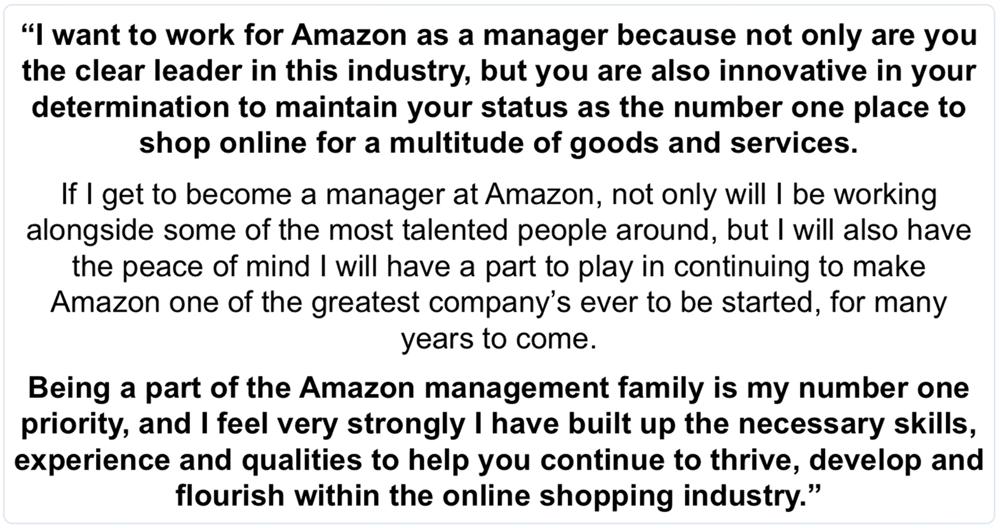 “I want to work for Amazon as a manager because not only are you
the clear leader in this industry, but you are also innovative in your
determination to maintain your status as the number one place to
shop online for a multitude of goods and services.
If I get to become a manager at Amazon, not only will I be working
alongside some of the most talented people around, but I will also have
the peace of mind I will have a part to play in continuing to make
Amazon one of the greatest company’s ever to be started, for many
years to come.
Being a part of the Amazon management family is my number one
priority, and I feel very strongly I have built up the necessary skills,
experience and qualities to help you continue to thrive, develop and
flourish within the online shopping industry.”